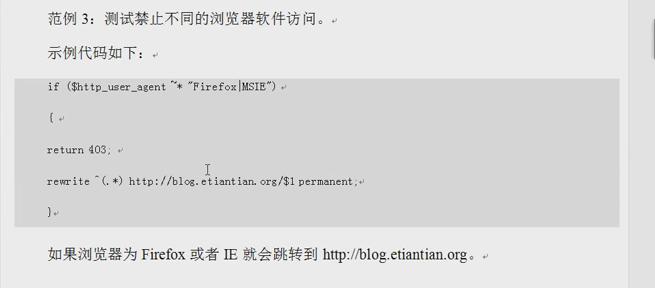 范例 3：测试禁止不同的浏览器软件访问。
示例代码如下：
if ($http_user_agent ~* "Firefox|MSIE")
{
return 403;
rewrite ^(.*) http://blog.etiantian.org/$1 permanent;
}
如果浏览器为 Firefox 或者 IE 就会跳转到 http://blog.etiantian.org。